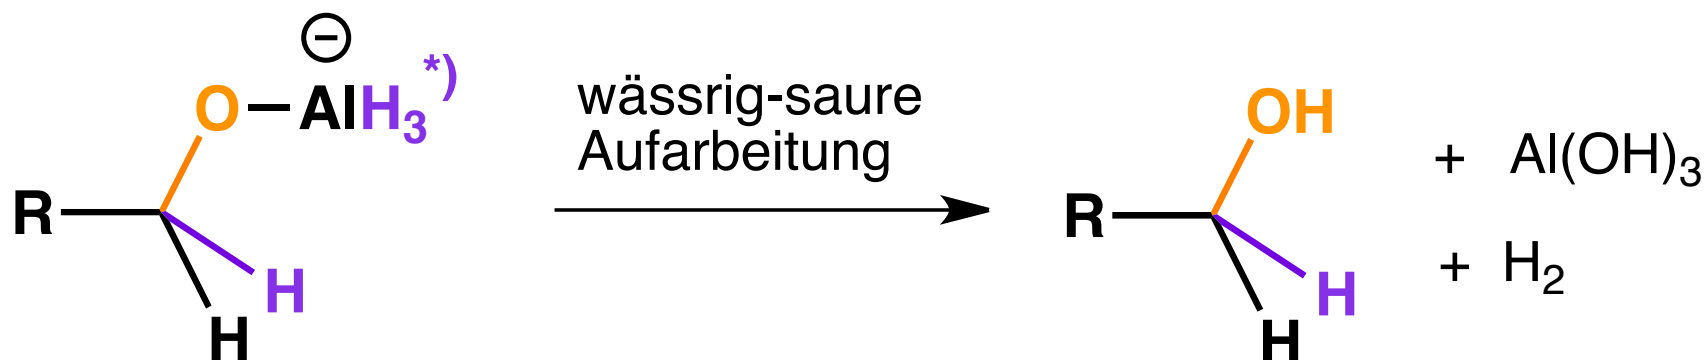 ⊖
O–AlH₃*)
R
H
H
wässrig-saure
Aufarbeitung
OH
R
H
H
+ Al(OH)₃
+ H₂